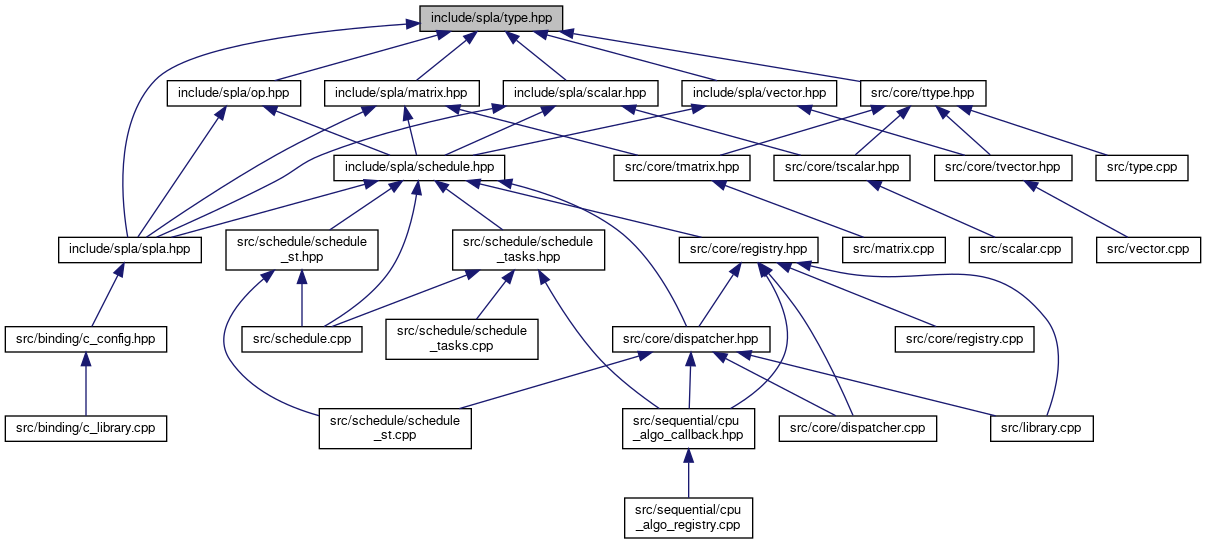 include/spla/type.hpp
include/spla/op.hpp
include/spla/matrix.hpp
include/spla/scalar.hpp
include/spla/vector.hpp
src/core/ttype.hpp
include/spla/schedule.hpp
src/core/tmatrix.hpp
src/core/tscalar.hpp
src/core/tvector.hpp
src/type.cpp
include/spla/spla.hpp
src/schedule/schedule
_st.hpp
src/schedule/schedule
_tasks.hpp
src/core/registry.hpp
src/matrix.cpp
src/scalar.cpp
src/vector.cpp
src/binding/c_config.hpp
src/schedule.cpp
src/schedule/schedule
_tasks.cpp
src/core/dispatcher.hpp
src/core/registry.cpp
src/binding/c_library.cpp
src/schedule/schedule
_st.cpp
src/sequential/cpu
_algo_callback.hpp
src/core/dispatcher.cpp
src/library.cpp
src/sequential/cpu
_algo_registry.cpp